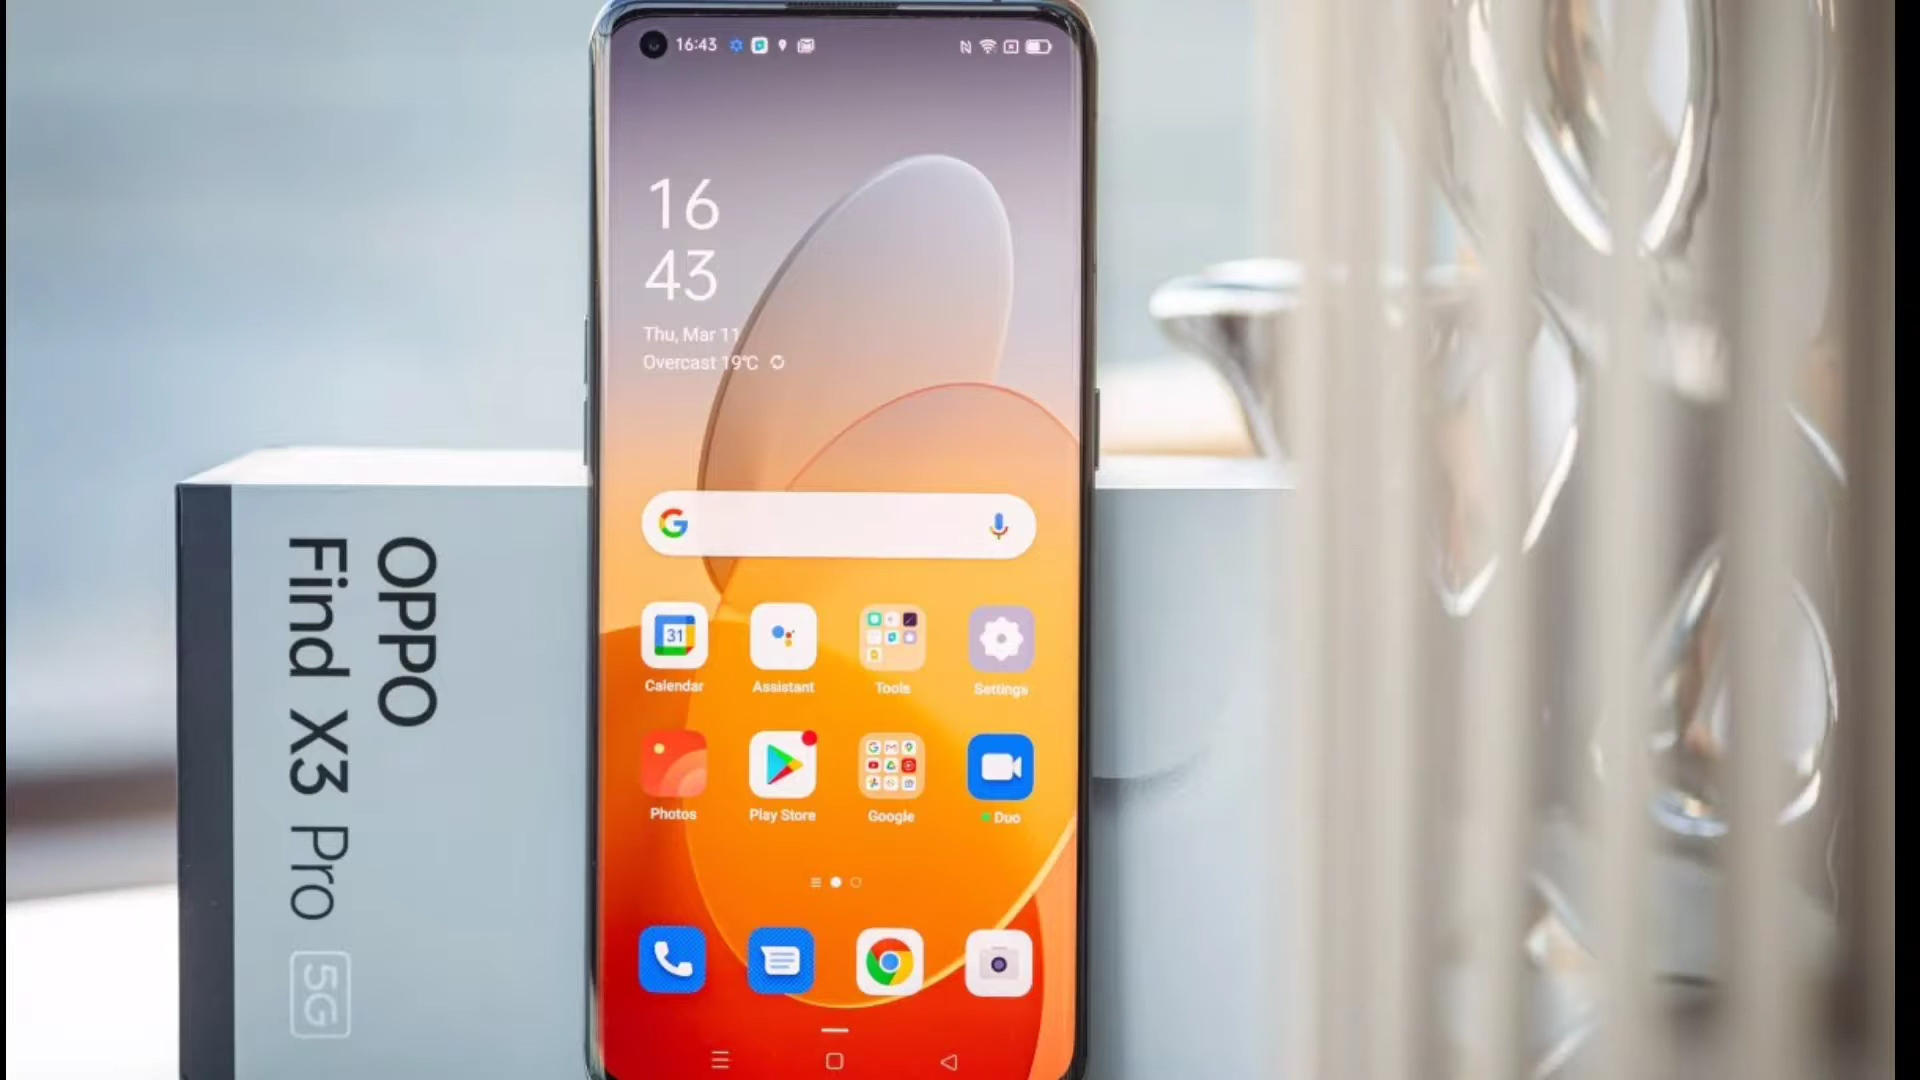 16:43
16
43
Thu, Mar 11
Overcast 19°C
31
Calendar
Assistant
Tools
Settings
Photos
Play Store
Google
Duo
OPPO
Find X3 Pro 5G